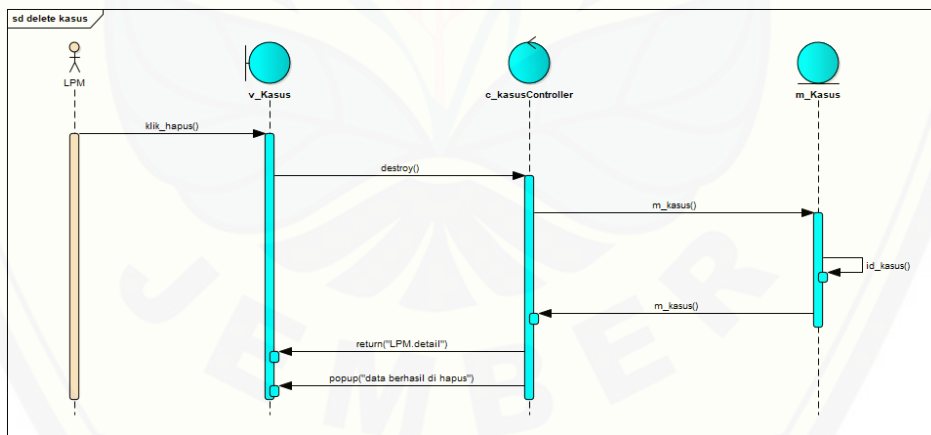 sd delete kasus
LPM
v_Kasus
c_kasusController
m_Kasus
klik_hapus()
destroy()
m_kasus()
id_kasus()
m_kasus()
return("LPM.detail")
popup("data berhasil di hapus")
JEMBER